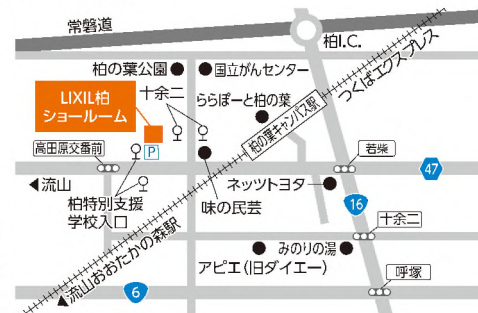 常磐道
柏I.C.
柏の葉公園
国立がんセンター
つくばエクスプレス
LIXIL柏
ショールーム
十余二
ららぽーと柏の葉
柏の葉キャンパス駅
高田原交番前
P
若柴
47
流山
柏特別支援
学校入口
味の民芸
ネッツトヨタ
16
十余二
流山おおたかの森駅
みのりの湯
アピエ(旧ダイエー)
呼塚
6